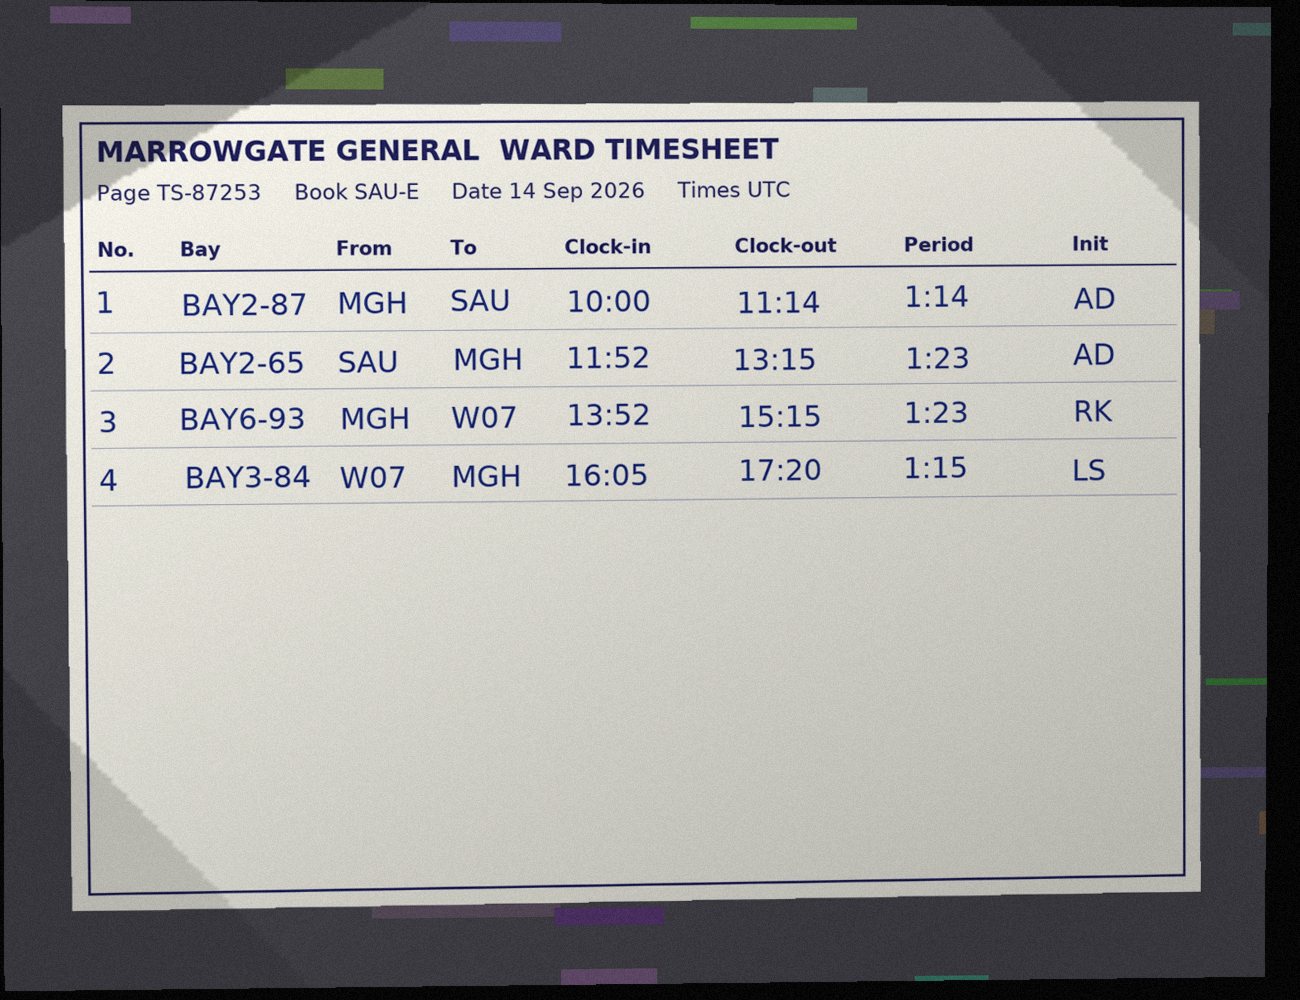 MARROWGATE GENERAL WARD TIMESHEET
Page TS-87253 Book SAU-E Date 14 Sep 2026 Times UTC
No. Bay From To Clock-in Clock-out Period Init
1 BAY2-87 MGH SAU 10:00 11:14 1:14 AD
2 BAY2-65 SAU MGH 11:52 13:15 1:23 AD
3 BAY6-93 MGH W07 13:52 15:15 1:23 RK
4 BAY3-84 W07 MGH 16:05 17:20 1:15 LS